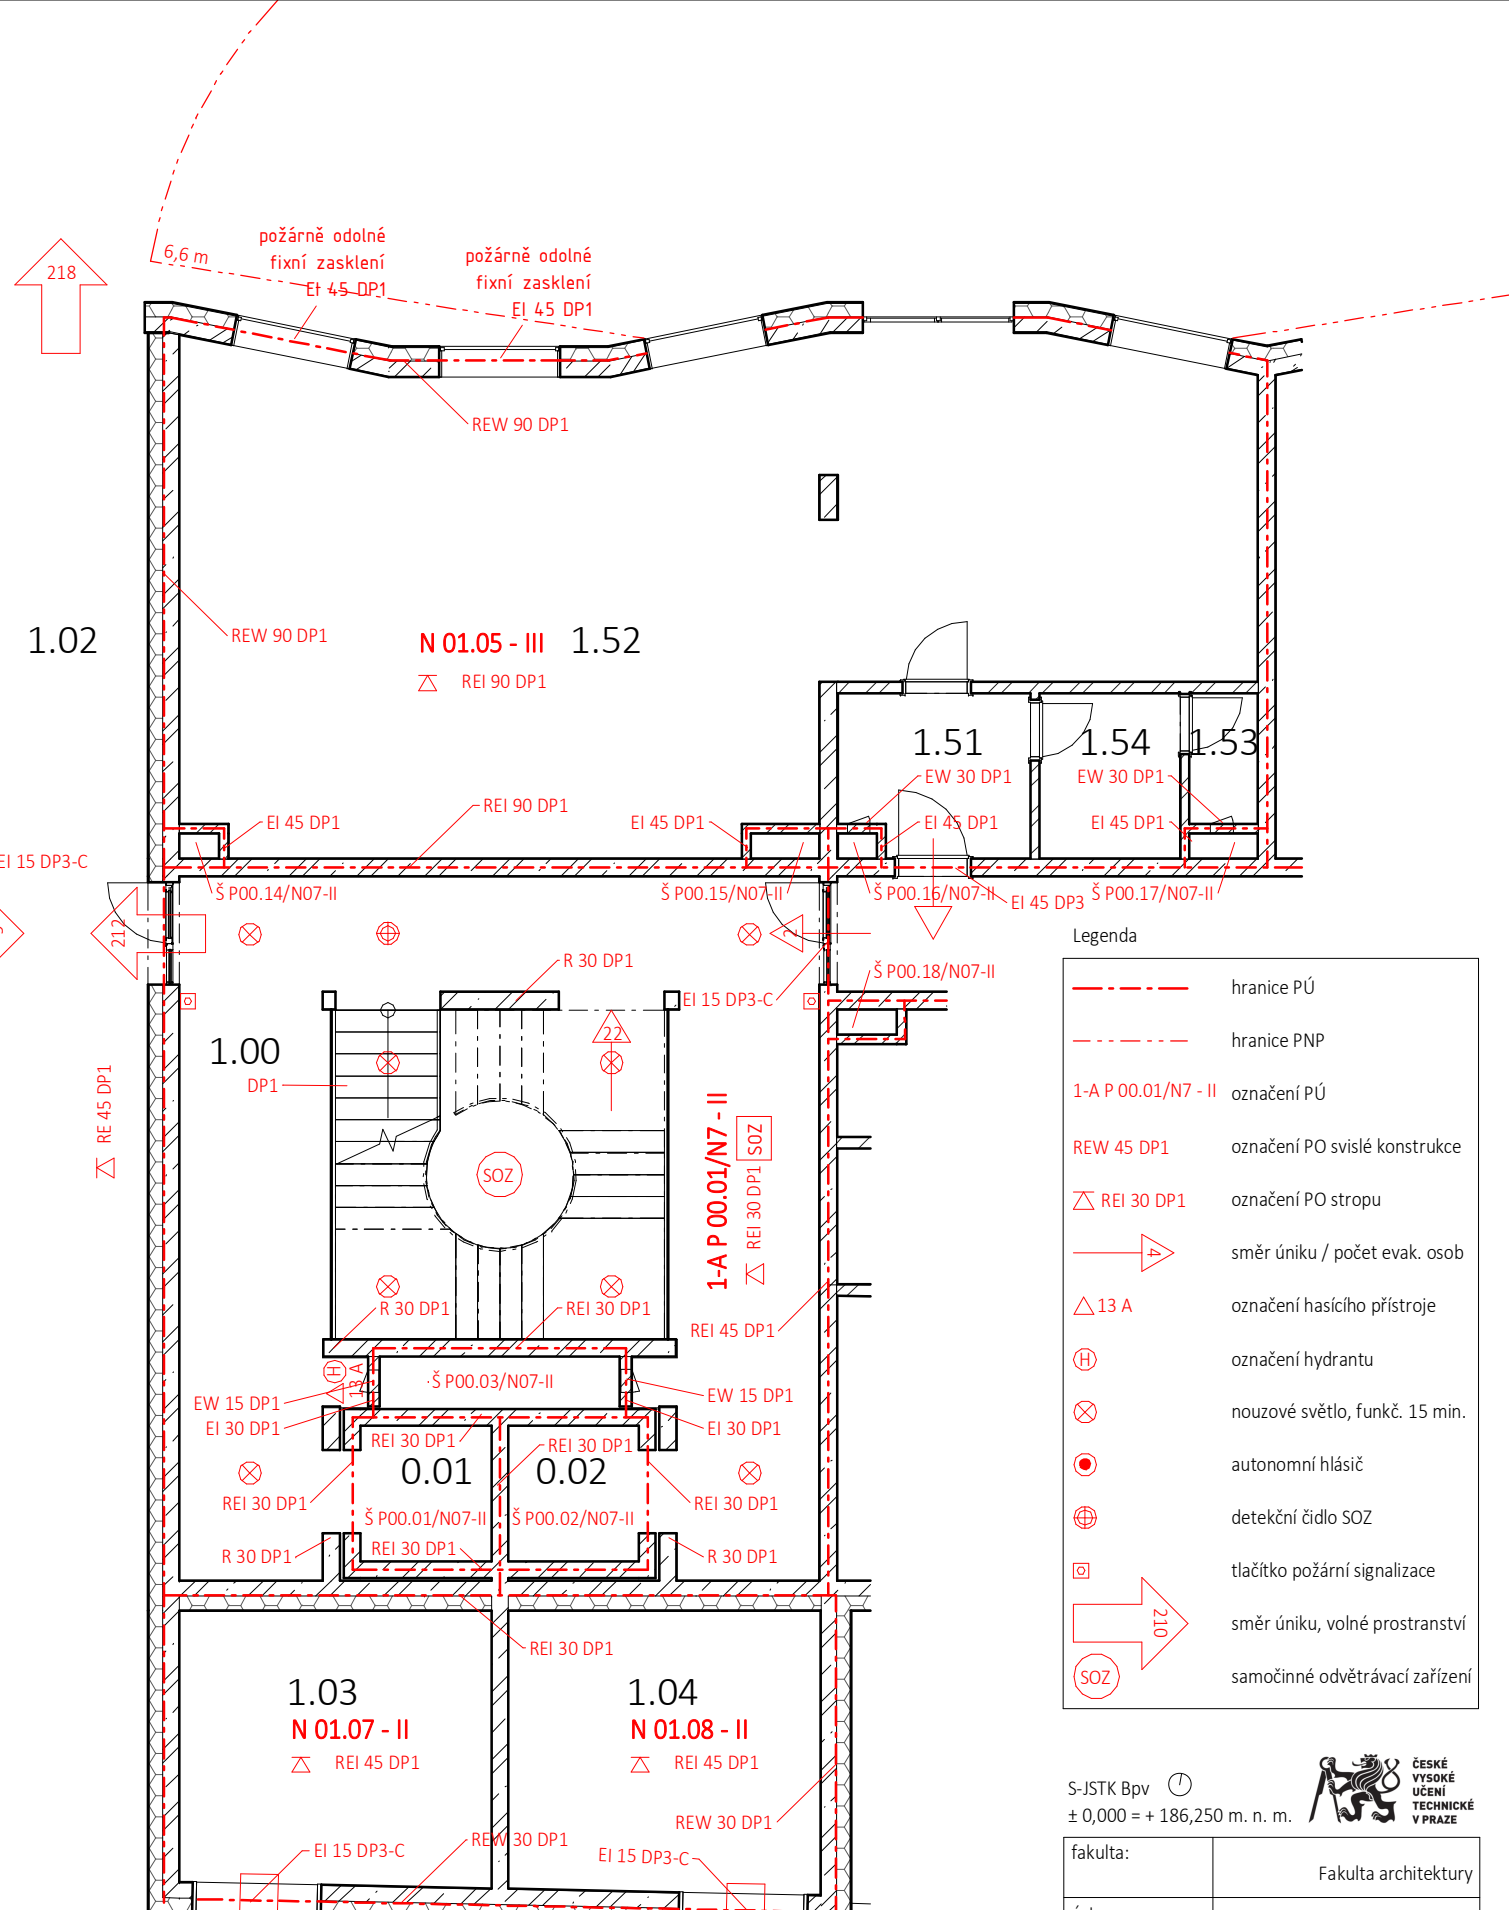 6,6 m
požárně odolné
fixní zasklení
EI 45 DP1
požárně odolné
fixní zasklení
EI 45 DP1
218
REW 90 DP1
1.02
REW 90 DP1
N 01.05 - III
1.52
REI 90 DP1
1.51
1.54
1.53
EW 30 DP1
EW 30 DP1
REI 90 DP1
EI 45 DP1
EI 45 DP1
EI 45 DP1
EI 45 DP1
EI 15 DP3-C
Š P00.14/N07-II
Š P00.15/N07-II
Š P00.16/N07-II
EI 45 DP3
Š P00.17/N07-II
212
2
R 30 DP1
Š P00.18/N07-II
EI 15 DP3-C
22
1.00
DP1
RE 45 DP1
1-A P 00.01/N7 - II
REI 30 DP1
SOZ
SOZ
R 30 DP1
REI 30 DP1
REI 45 DP1
H
13 A
Š P00.03/N07-II
EW 15 DP1
EW 15 DP1
EI 30 DP1
EI 30 DP1
REI 30 DP1
REI 30 DP1
0.01
0.02
REI 30 DP1
REI 30 DP1
Š P00.01/N07-II
Š P00.02/N07-II
REI 30 DP1
R 30 DP1
R 30 DP1
REI 30 DP1
1.03
N 01.07 - II
REI 45 DP1
1.04
N 01.08 - II
REI 45 DP1
REW 30 DP1
REW 30 DP1
EI 15 DP3-C
EI 15 DP3-C
Legenda
hranice PÚ
hranice PNP
1-A P 00.01/N7 - II označení PÚ
REW 45 DP1 označení PO svislé konstrukce
REI 30 DP1 označení PO stropu
4 směr úniku / počet evak. osob
13 A označení hasícího přístroje
H označení hydrantu
nouzové světlo, funkč. 15 min.
autonomní hlásič
detekční čidlo SOZ
tlačítko požární signalizace
210 směr úniku, volné prostranství
SOZ samočinné odvětrávací zařízení
S-JSTK Bpv
± 0,000 = + 186,250 m. n. m.
ČESKÉ
VYSOKÉ
UČENÍ
TECHNICKÉ
V PRAZE
fakulta:
Fakulta architektury